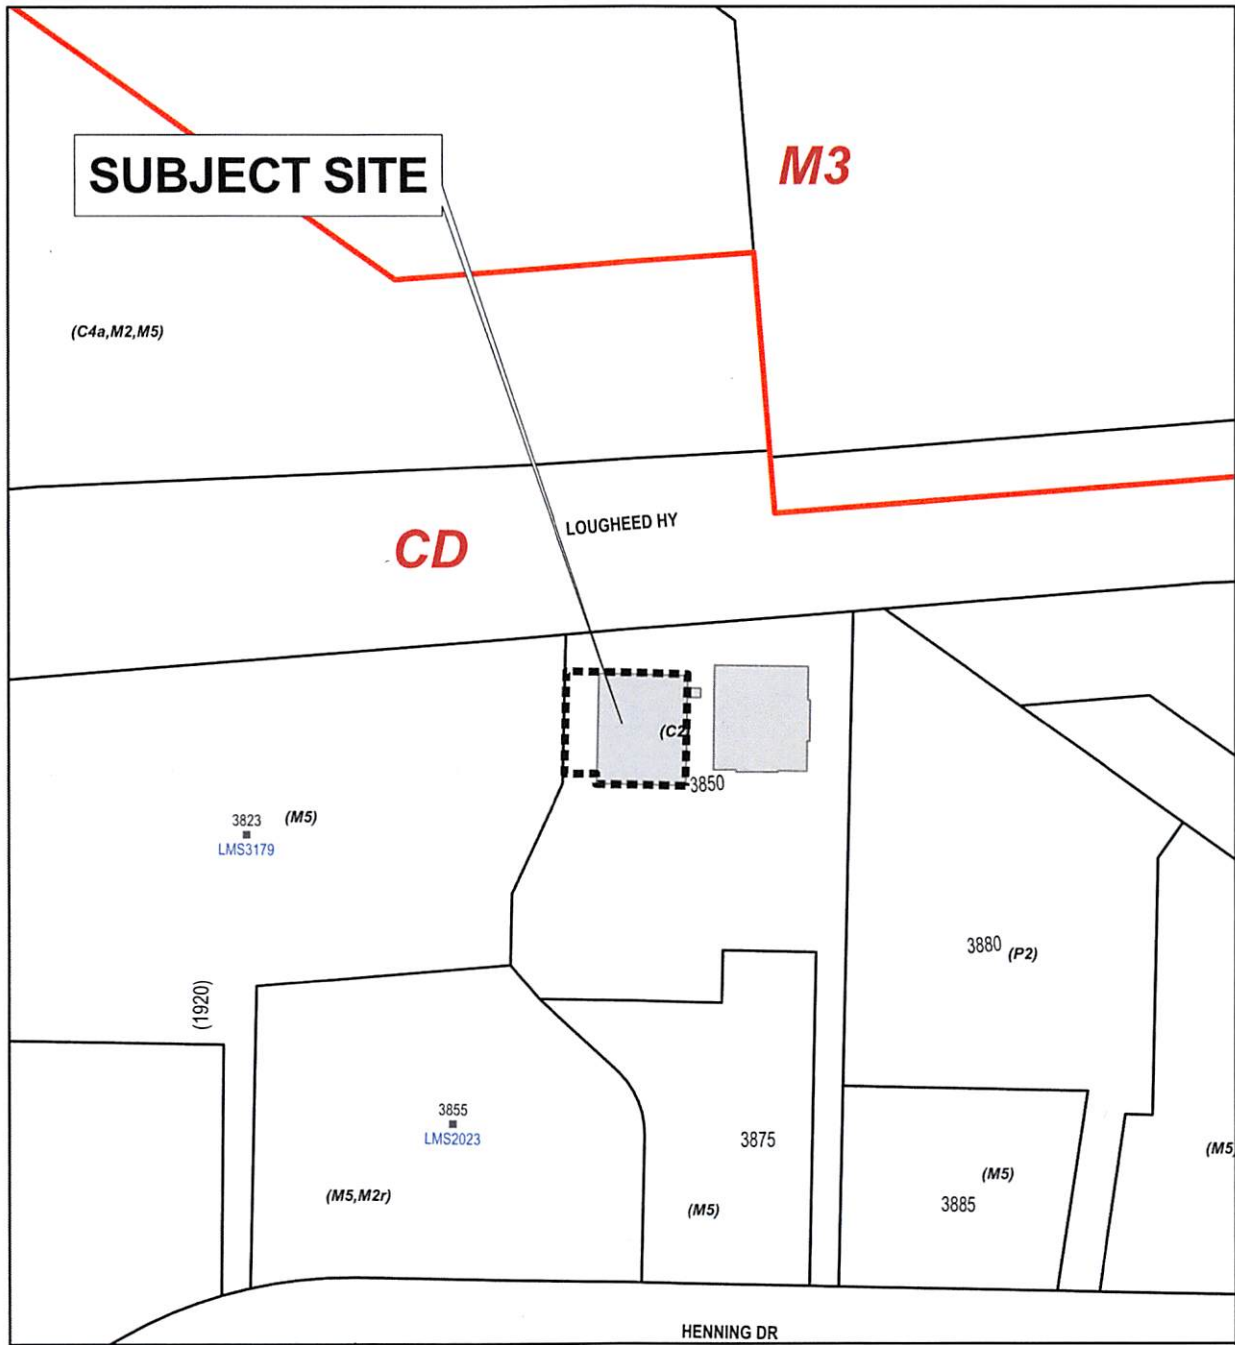 M3
SUBJECT SITE
(C4a,M2,M5)
LOUGHEED HY
CD
(C2
3850
3823
(M5)
LMS3179
3880
(P2)
(1920)
3855
LMS2023
3875
(M5)
(M5)
(M5,M2r)
3885
(M5)
HENNING DR